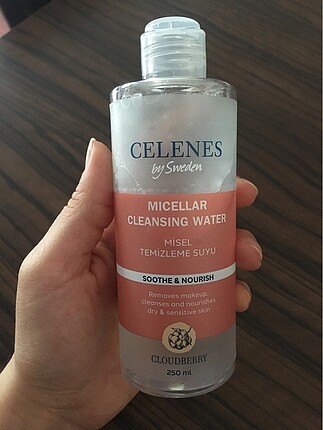 CELENES
by Sweden
MICELLAR
CLEANSING WATER
MİSEL
TEMİZLEME SUYU
SOOTHE & NOURISH
Removes makeup,
cleanses and nourishes
dry & sensitive skin
CLOUDBERRY
250 ml